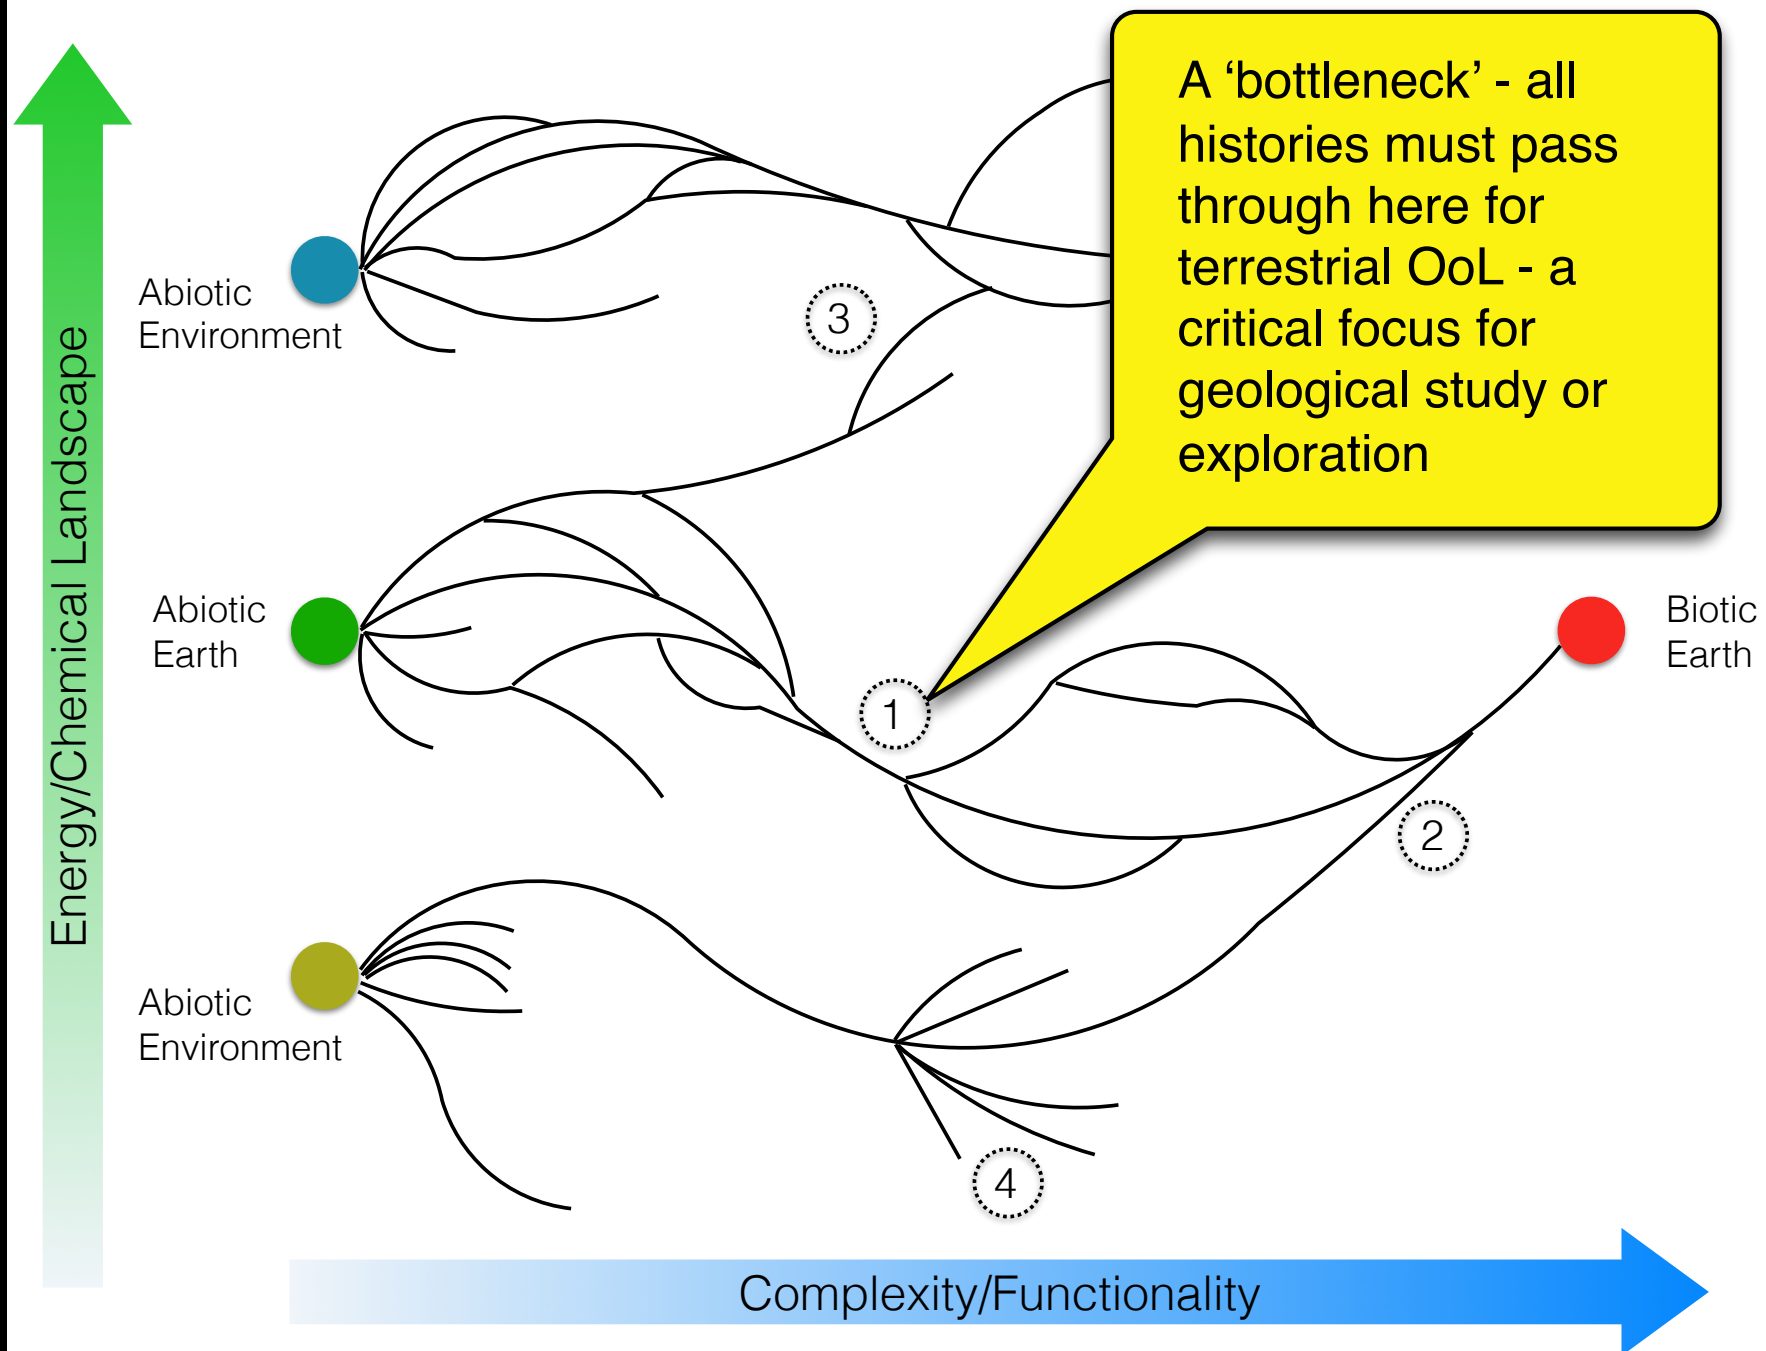 A ‘bottleneck’ - all
histories must pass
through here for
terrestrial OoL - a
critical focus for
geological study or
exploration
Energy/Chemical Landscape
Abiotic
Environment
3
Abiotic
Earth
1
Biotic
Earth
2
Abiotic
Environment
4
Complexity/Functionality